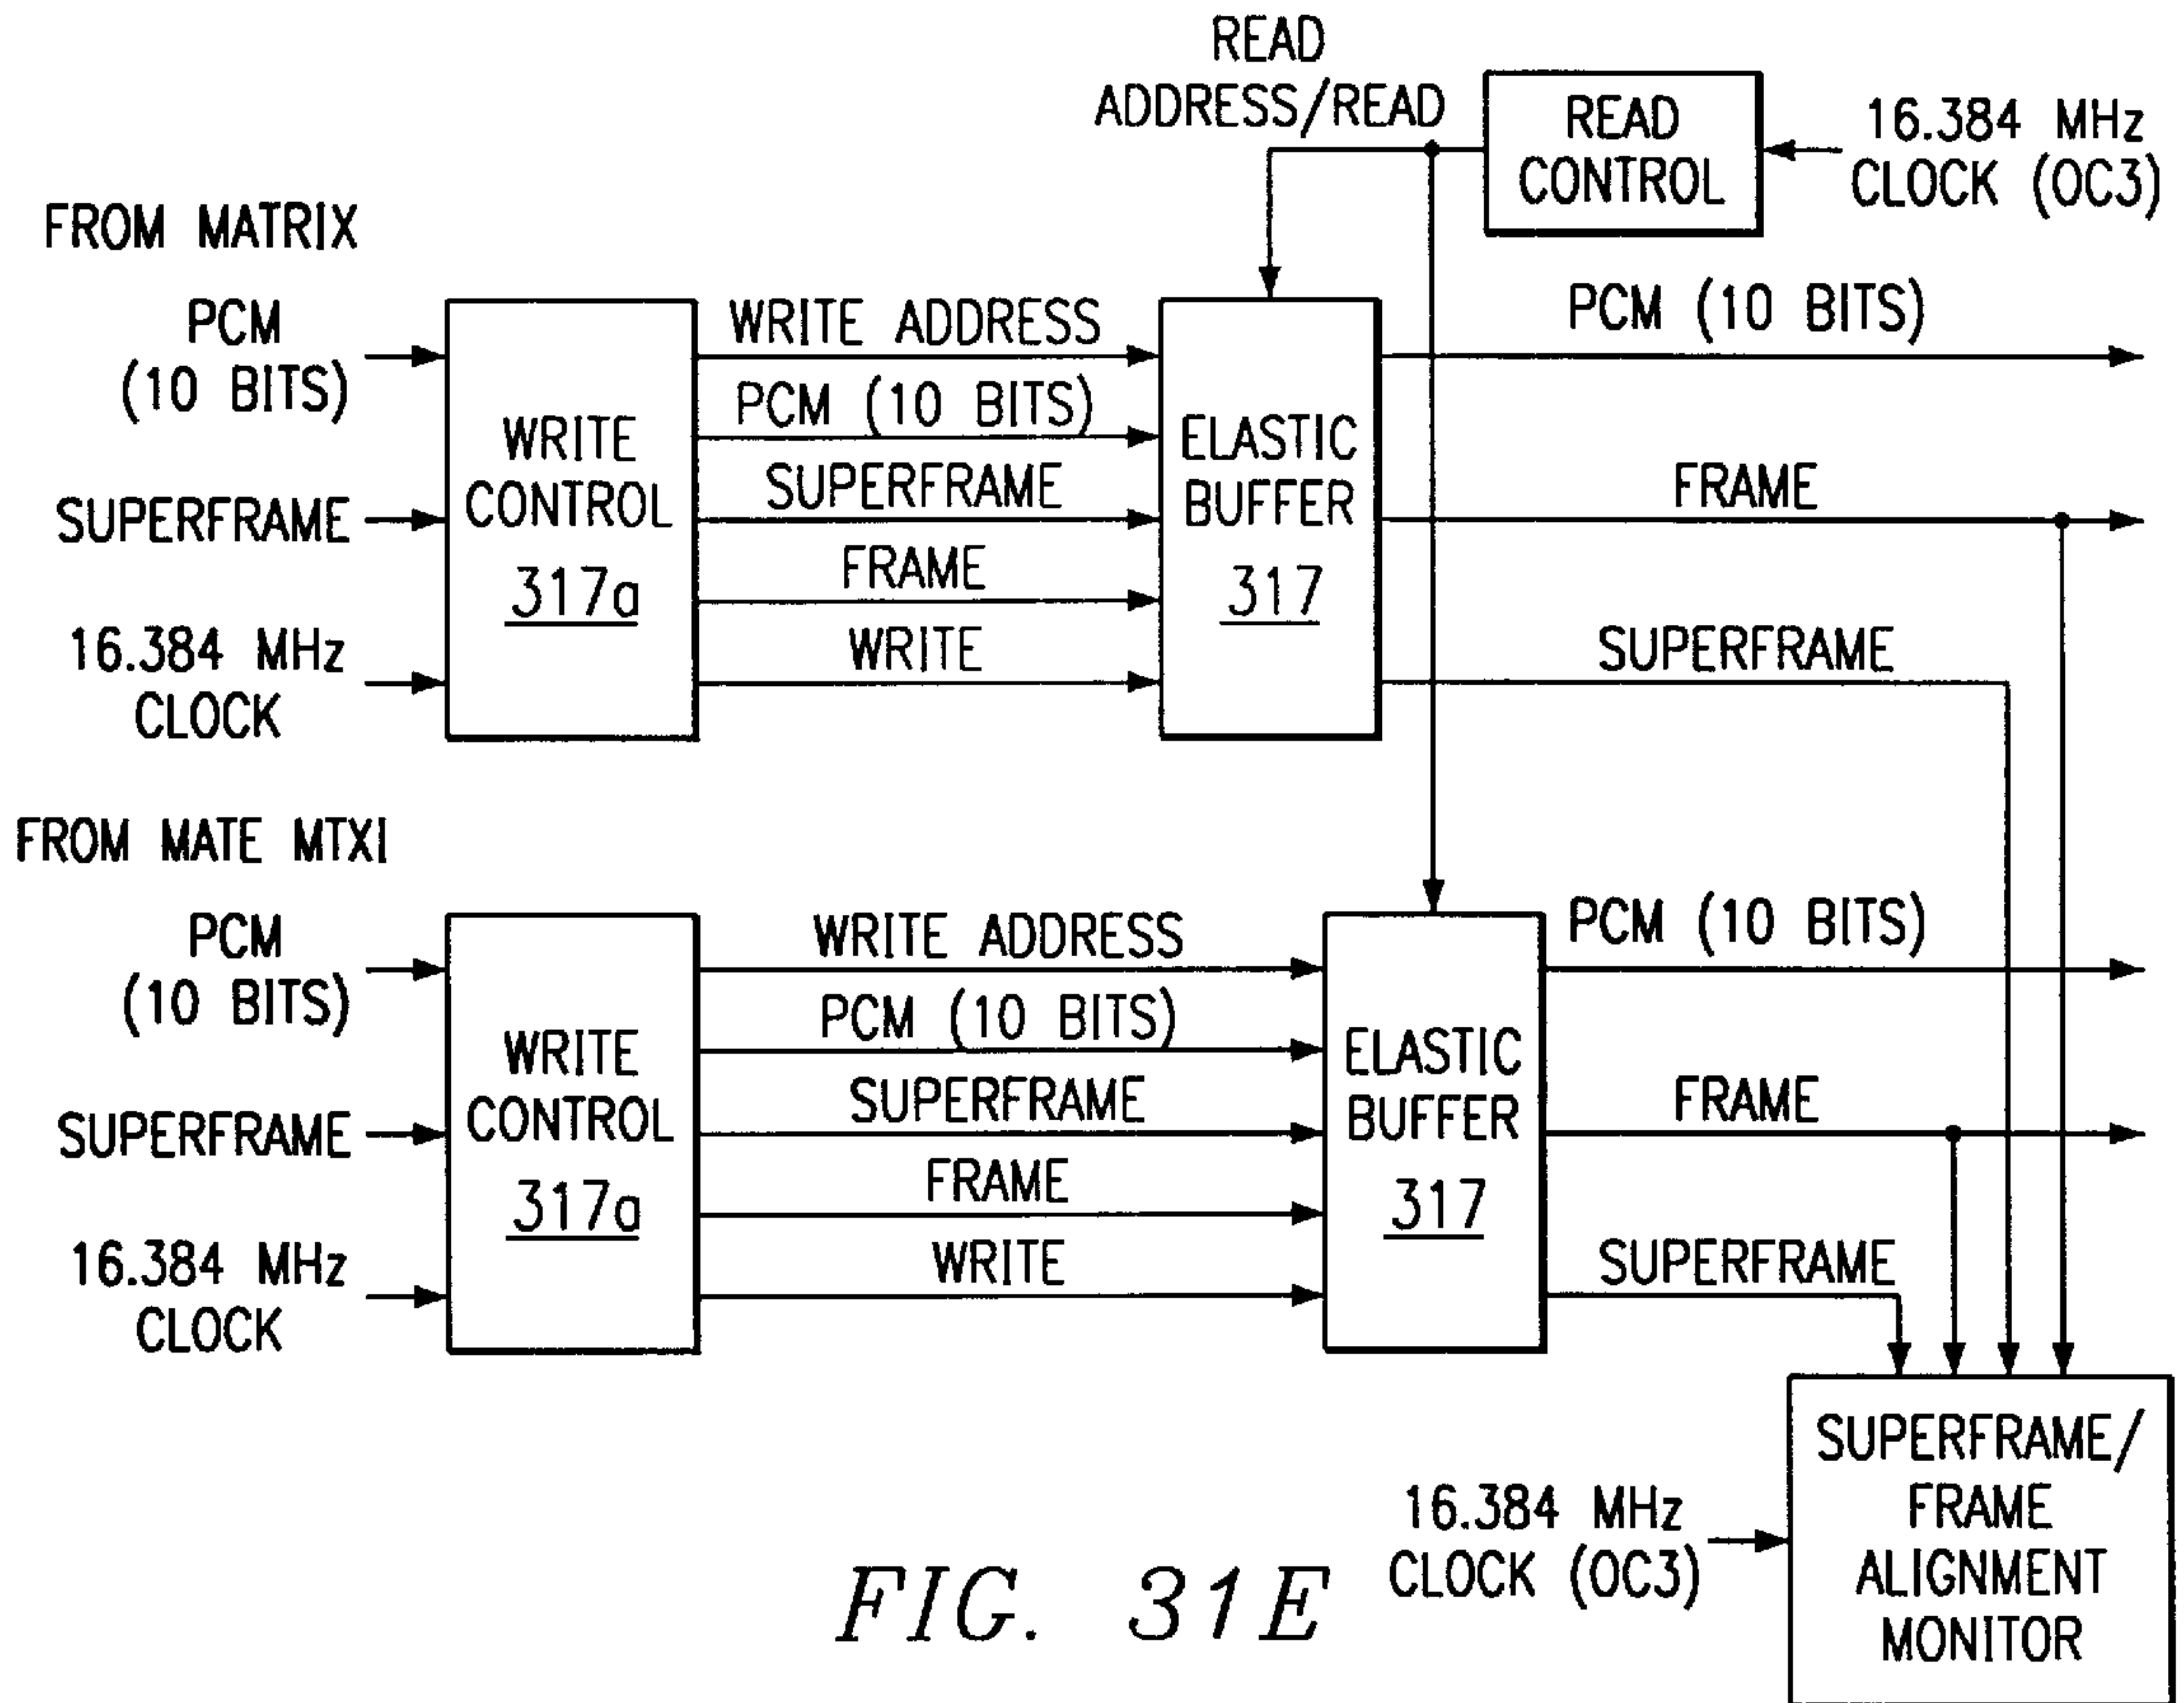 READ
ADDRESS/READ
READ
CONTROL
16.384 MHz
CLOCK (OC3)
FROM MATRIX
PCM
(10 BITS)
SUPERFRAME
16.384 MHz
CLOCK
WRITE
CONTROL
317a
WRITE ADDRESS
PCM (10 BITS)
SUPERFRAME
FRAME
WRITE
ELASTIC
BUFFER
317
PCM (10 BITS)
FRAME
SUPERFRAME
FROM MATE MTXI
PCM
(10 BITS)
SUPERFRAME
16.384 MHz
CLOCK
WRITE
CONTROL
317a
WRITE ADDRESS
PCM (10 BITS)
SUPERFRAME
FRAME
WRITE
ELASTIC
BUFFER
317
PCM (10 BITS)
FRAME
SUPERFRAME
16.384 MHz
CLOCK (OC3)
SUPERFRAME/
FRAME
ALIGNMENT
MONITOR
FIG. 31E